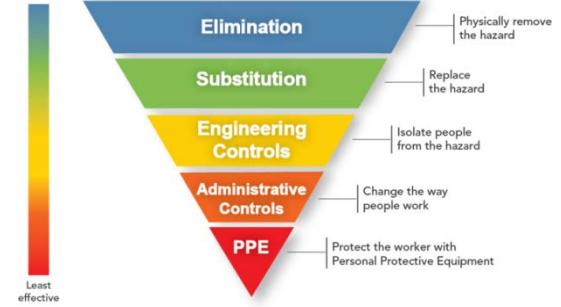 Elimination
Physically remove
the hazard
Substitution
Replace
the hazard
Engineering
Controls
Isolate people
from the hazard
Administrative
Controls
Change the way
people work
PPE
Protect the worker with
Personal Protective Equipment
Least
effective